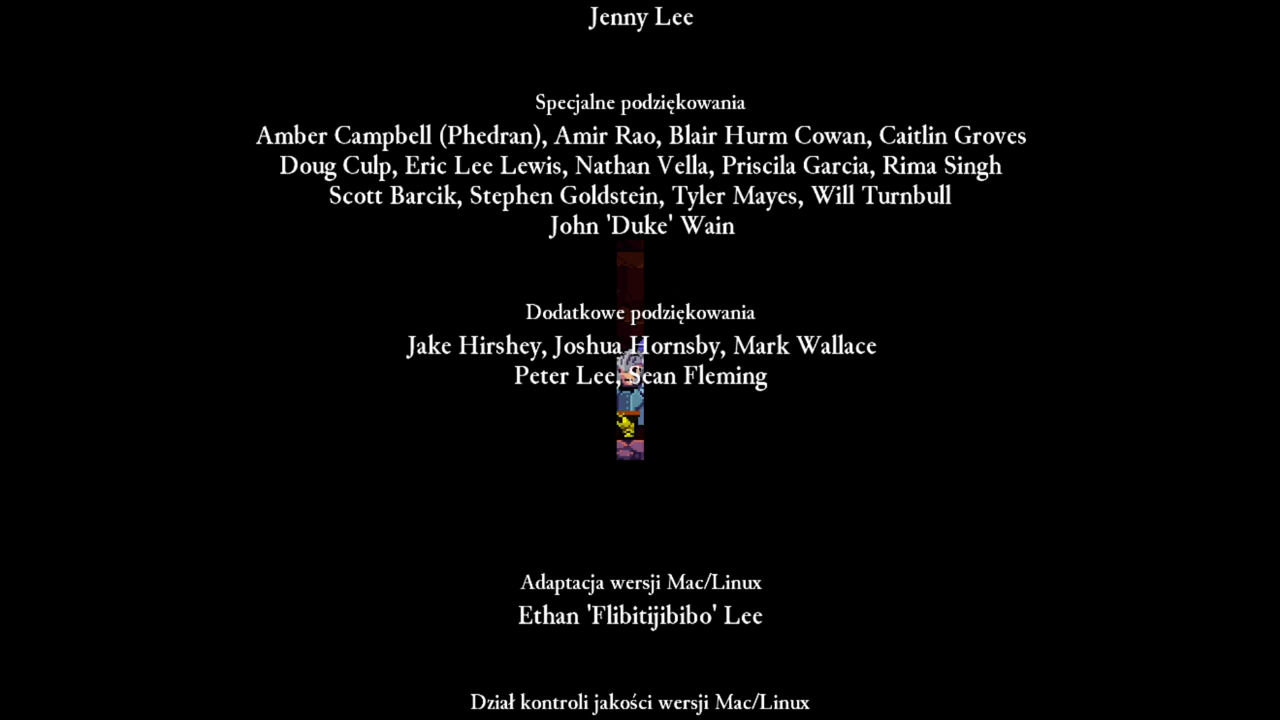 Jenny Lee
Specjalne podziękowania
Amber Campbell (Phedran), Amir Rao, Blair Hurm Cowan, Caitlin Groves
Doug Culp, Eric Lee Lewis, Nathan Vella, Priscila Garcia, Rima Singh
Scott Barcik, Stephen Goldstein, Tyler Mayes, Will Turnbull
John 'Duke' Wain
Dodatkowe podziękowania
Jake Hirshey, Joshua Hornsby, Mark Wallace
Peter Lee, Sean Fleming
Adaptacja wersji Mac/Linux
Ethan 'Flibitijibibo' Lee
Dział kontroli jakości wersji Mac/Linux